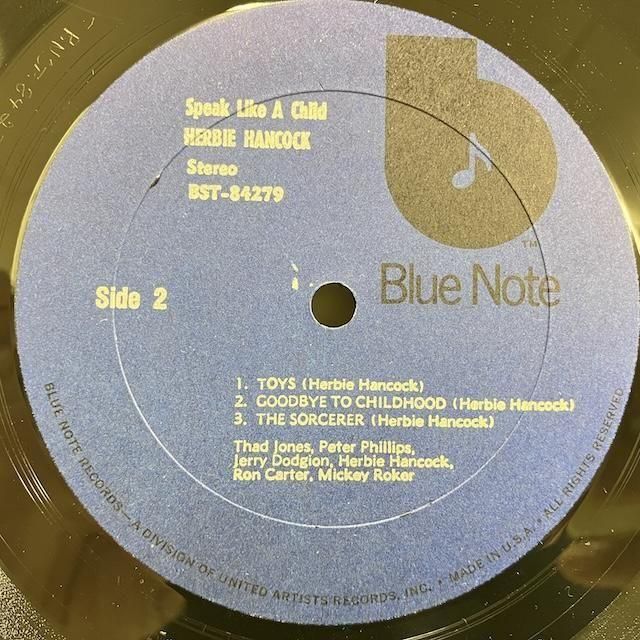 Speak Like A Child
HERBIE HANCOCK
Stereo
BST-84279
TM
Blue Note
Side 2
1. TOYS (Herbie Hancock)
2. GOODBYE TO CHILDHOOD (Herbie Hancock)
3. THE SORCERER (Herbie Hancock)
Thad Jones, Peter Phillips,
Jerry Dodgion, Herbie Hancock,
Ron Carter, Mickey Roker
BLUE NOTE RECORDS—A DIVISION OF UNITED ARTISTS RECORDS, INC. • MADE IN U.S.A. • ALL RIGHTS RESERVED